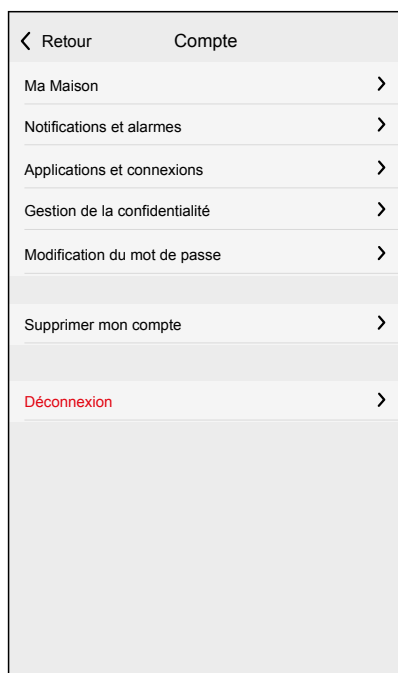 Retour Compte
Ma Maison
Notifications et alarmes
Applications et connexions
Gestion de la confidentialité
Modification du mot de passe
Supprimer mon compte
Déconnexion